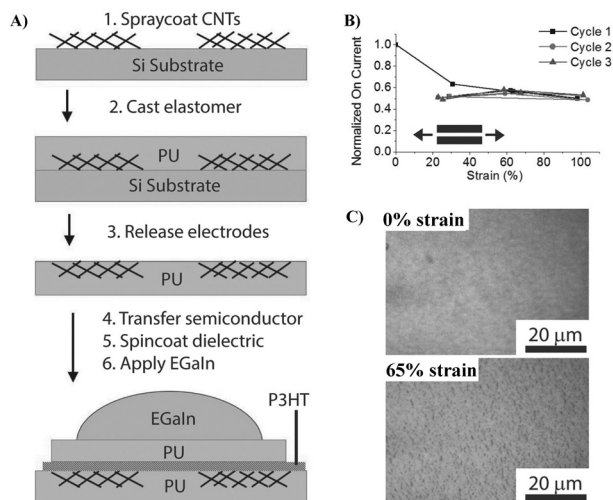 A)
1. Spraycoat CNTs
Si Substrate
2. Cast elastomer
PU
Si Substrate
3. Release electrodes
PU
4. Transfer semiconductor
5. Spincoat dielectric
6. Apply EGaIn
P3HT
EGaIn
PU
PU
B)
Normalized On Current
1.0
0.8
0.6
0.4
0.2
0.0
0
20
40
60
80
100
Strain (%)
Cycle 1
Cycle 2
Cycle 3
C)
0% strain
20 μm
65% strain
20 μm